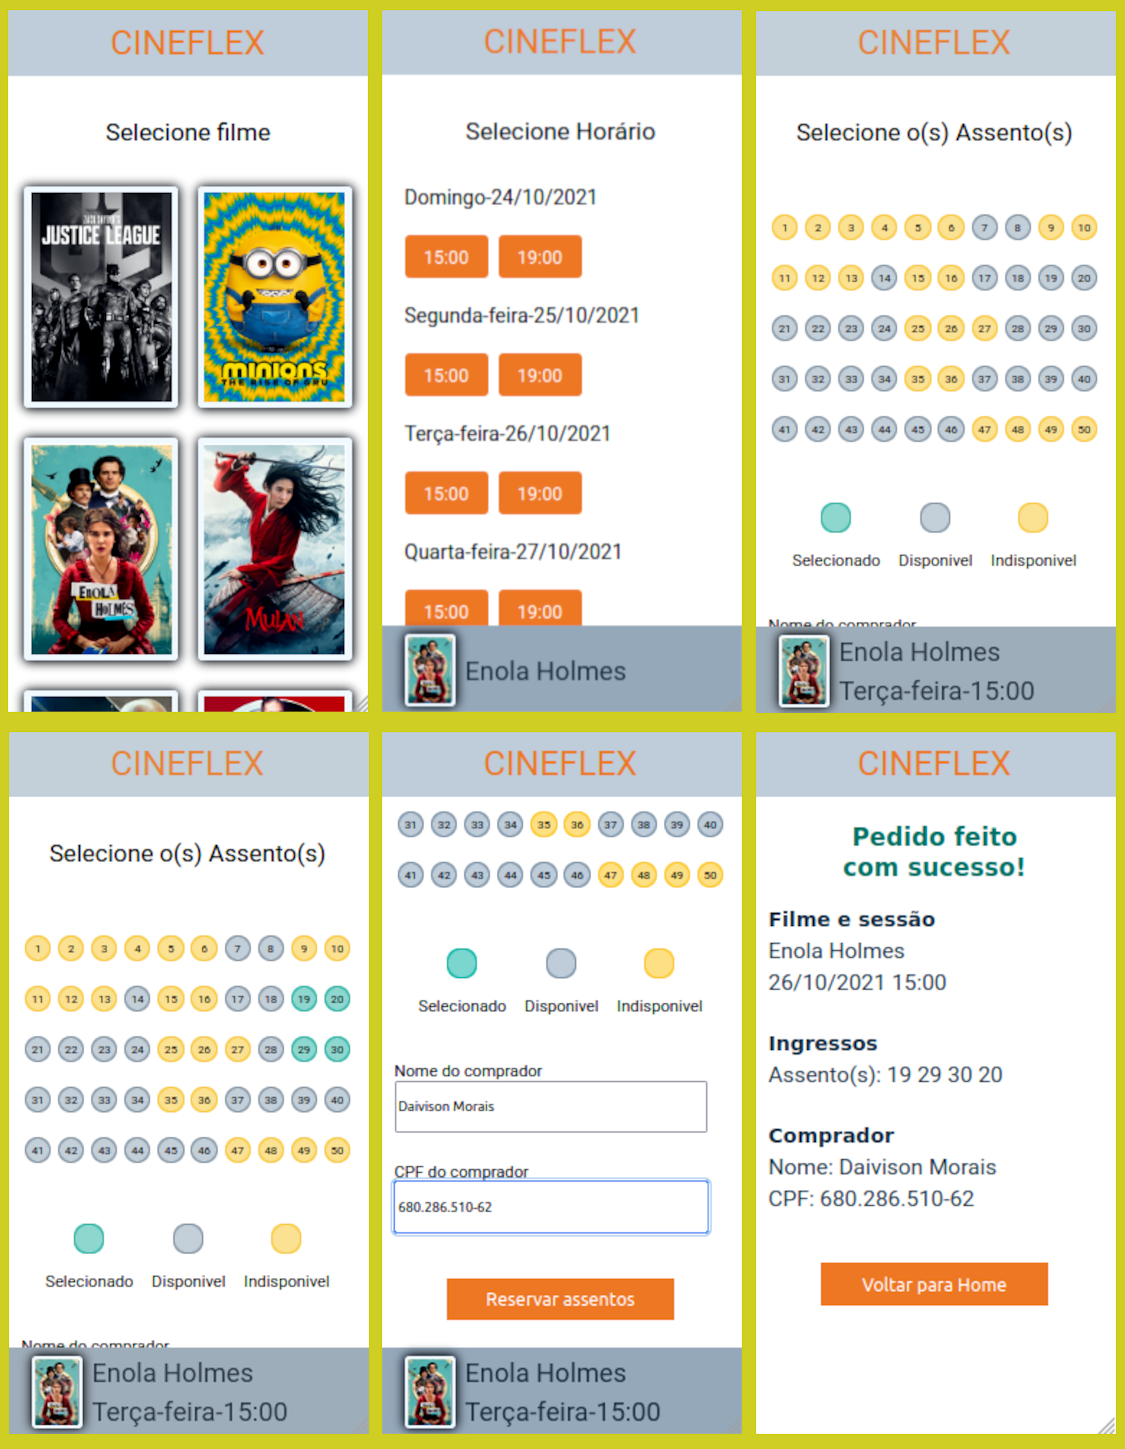 CINEFLEX
Selecione filme
ZACK SNYDER'S
JUSTICE LEAGUE
MINIONS
THE RISE OF GRU
ENOLA
HOLMES
MULAN
CINEFLEX
Selecione Horário
Domingo-24/10/2021
15:00 19:00
Segunda-feira-25/10/2021
15:00 19:00
Terça-feira-26/10/2021
15:00 19:00
Quarta-feira-27/10/2021
15:00 19:00
Enola Holmes
CINEFLEX
Selecione o(s) Assento(s)
1 2 3 4 5 6 7 8 9 10
11 12 13 14 15 16 17 18 19 20
21 22 23 24 25 26 27 28 29 30
31 32 33 34 35 36 37 38 39 40
41 42 43 44 45 46 47 48 49 50
Selecionado Disponivel Indisponivel
Nome do comprador
Enola Holmes
Terça-feira-15:00
CINEFLEX
Selecione o(s) Assento(s)
1 2 3 4 5 6 7 8 9 10
11 12 13 14 15 16 17 18 19 20
21 22 23 24 25 26 27 28 29 30
31 32 33 34 35 36 37 38 39 40
41 42 43 44 45 46 47 48 49 50
Selecionado Disponivel Indisponivel
Nome do comprador
Enola Holmes
Terça-feira-15:00
CINEFLEX
31 32 33 34 35 36 37 38 39 40
41 42 43 44 45 46 47 48 49 50
Selecionado Disponivel Indisponivel
Nome do comprador
Daivison Morais
CPF do comprador
680.286.510-62
Reservar assentos
Enola Holmes
Terça-feira-15:00
CINEFLEX
Pedido feito
com sucesso!
Filme e sessão
Enola Holmes
26/10/2021 15:00
Ingressos
Assento(s): 19 29 30 20
Comprador
Nome: Daivison Morais
CPF: 680.286.510-62
Voltar para Home